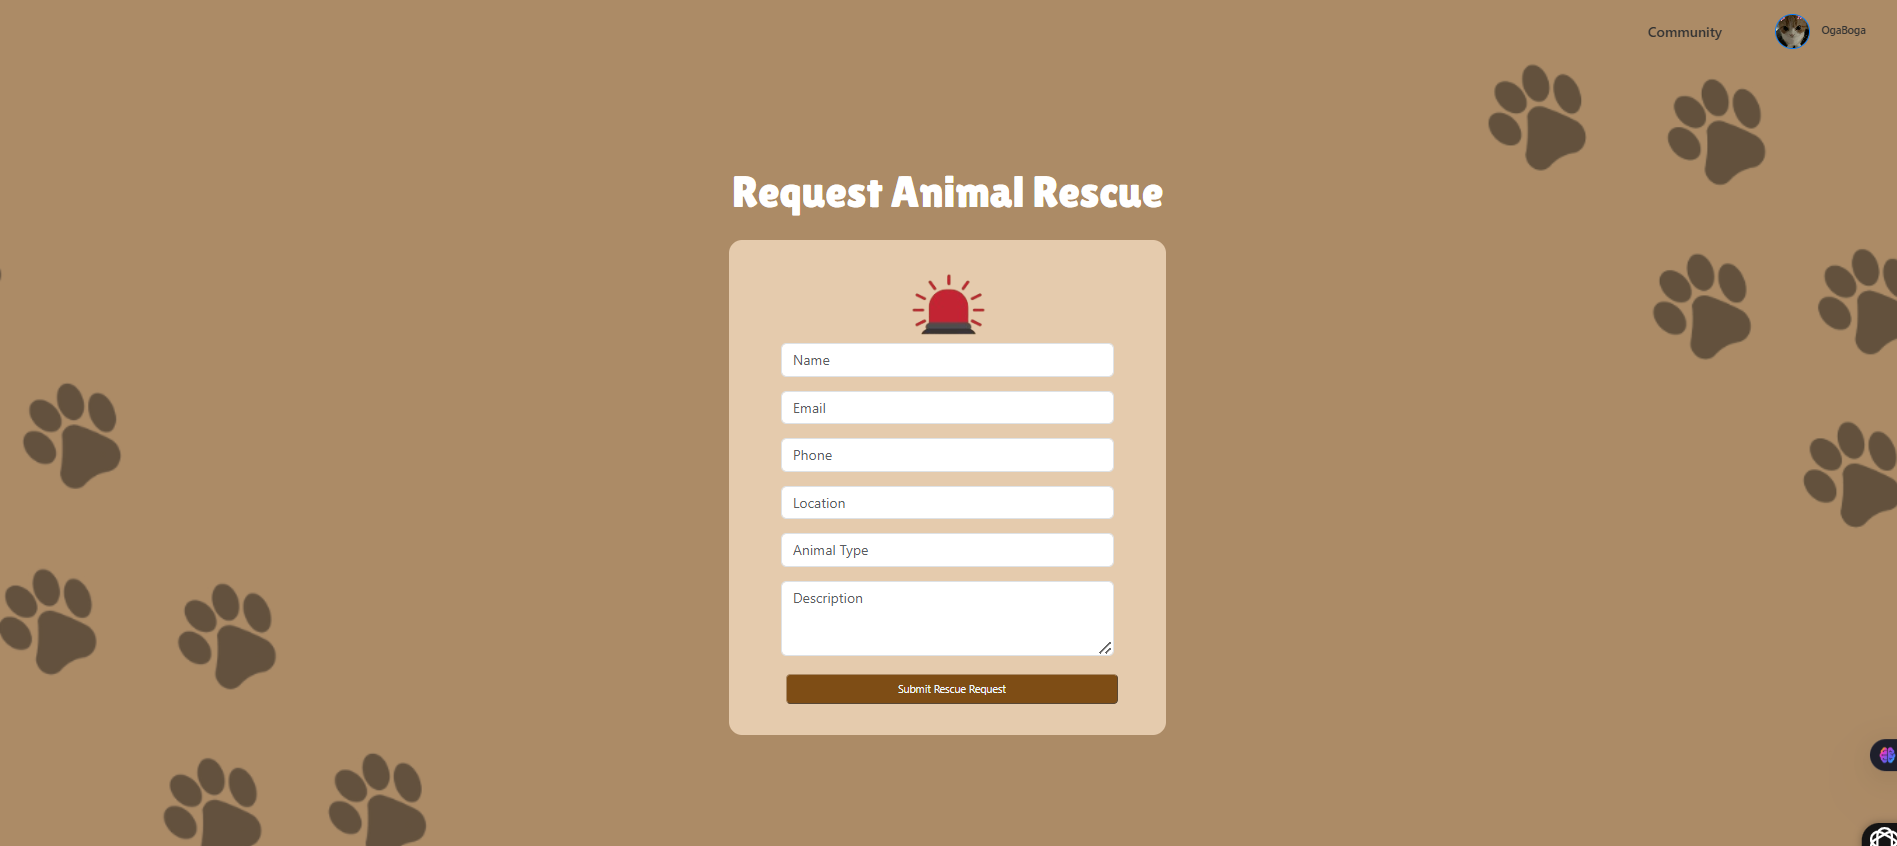 Community
OgaBoga
Request Animal Rescue
Name
Email
Phone
Location
Animal Type
Description
Submit Rescue Request